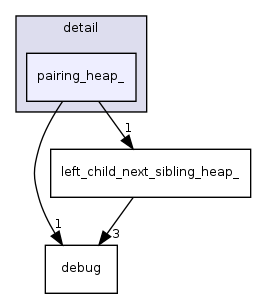 detail
pairing_heap_
1
left_child_next_sibling_heap_
1
3
debug